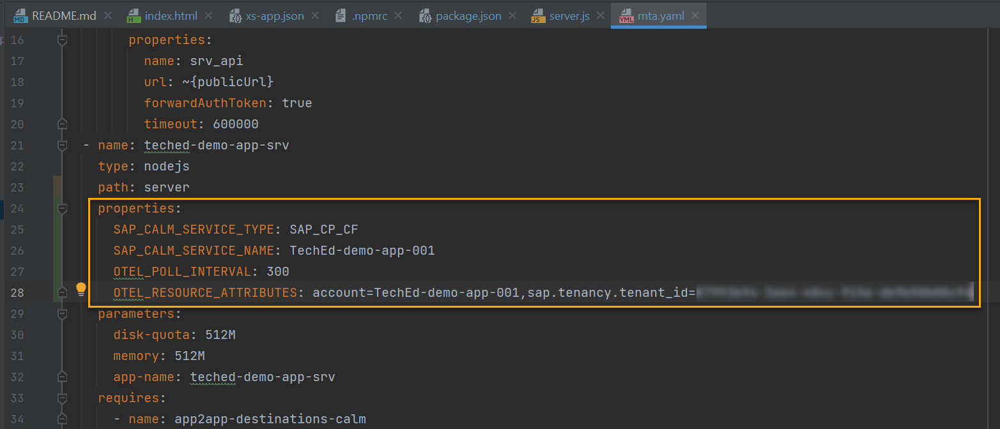 README.md index.html xs-app.json .npmrc package.json server.js mta.yaml
16 properties:
17 name: srv_api
18 url: ~{publicUrl}
19 forwardAuthToken: true
20 timeout: 600000
21 - name: teched-demo-app-srv
22 type: nodejs
23 path: server
24 properties:
25 SAP_CALM_SERVICE_TYPE: SAP_CP_CF
26 SAP_CALM_SERVICE_NAME: TechEd-demo-app-001
27 OTEL_POLL_INTERVAL: 300
28 OTEL_RESOURCE_ATTRIBUTES: account=TechEd-demo-app-001,sap.tenancy.tenant_id=
29 parameters:
30 disk-quota: 512M
31 memory: 512M
32 app-name: teched-demo-app-srv
33 requires:
34 - name: app2app-destinations-calm